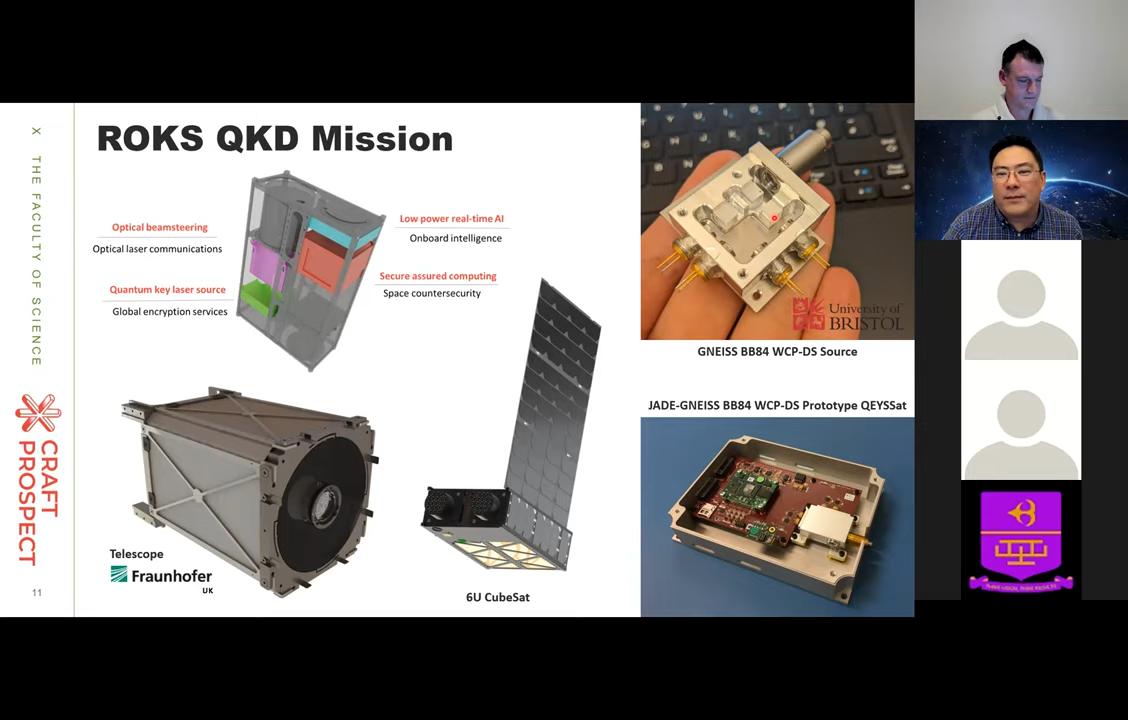 X THE FACULTY OF SCIENCE
CRAFT
PROSPECT
11
ROKS QKD Mission
Optical beamsteering
Optical laser communications
Quantum key laser source
Global encryption services
Low power real-time AI
Onboard intelligence
Secure assured computing
Space countersecurity
Telescope
Fraunhofer
UK
6U CubeSat
University of
BRISTOL
GNEISS BB84 WCP-DS Source
JADE-GNEISS BB84 WCP-DS Prototype QEYSSat